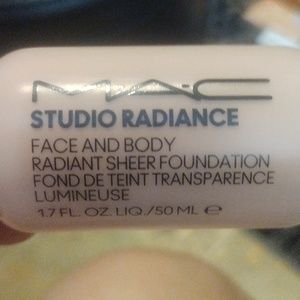 MAC
STUDIO RADIANCE
FACE AND BODY
RADIANT SHEER FOUNDATION
FOND DE TEINT TRANSPARENCE
LUMINEUSE
1.7 FL. OZ. LIQ./50 ML ℮